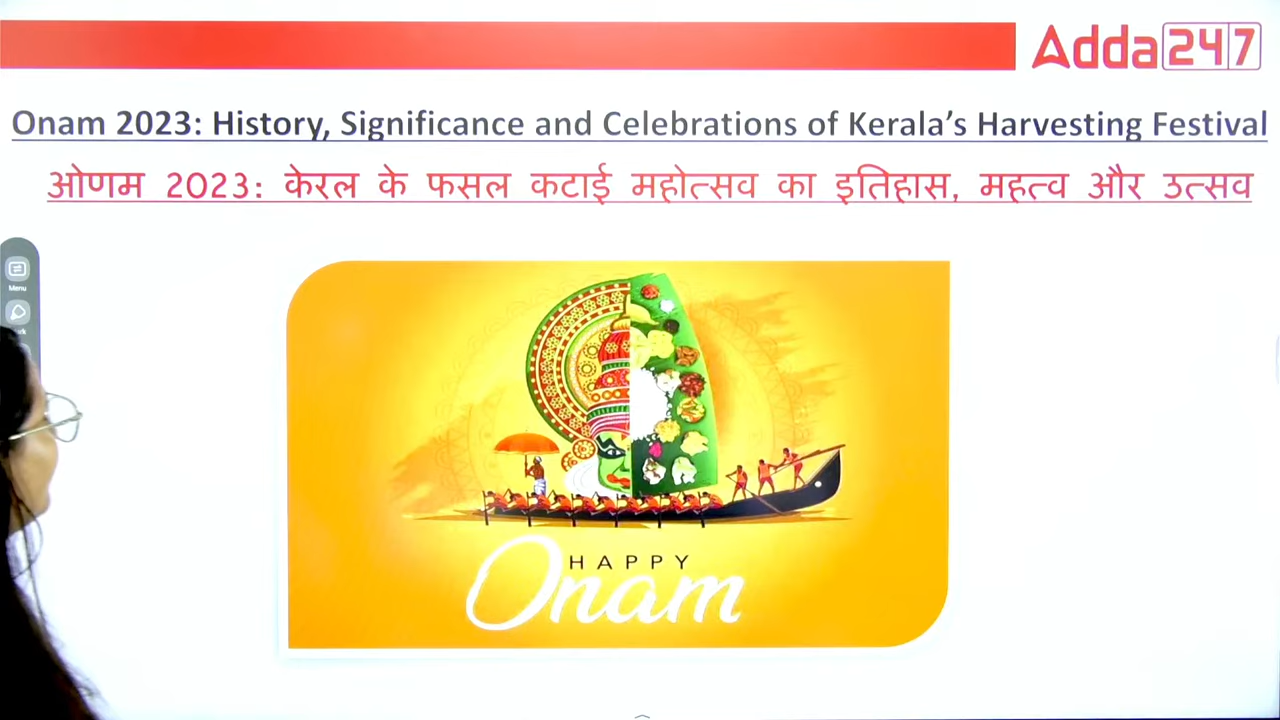 Adda247
Onam 2023: History, Significance and Celebrations of Kerala’s Harvesting Festival
ओणम 2023: केरल के फसल कटाई महोत्सव का इतिहास, महत्व और उत्सव
Menu
HAPPY
Onam